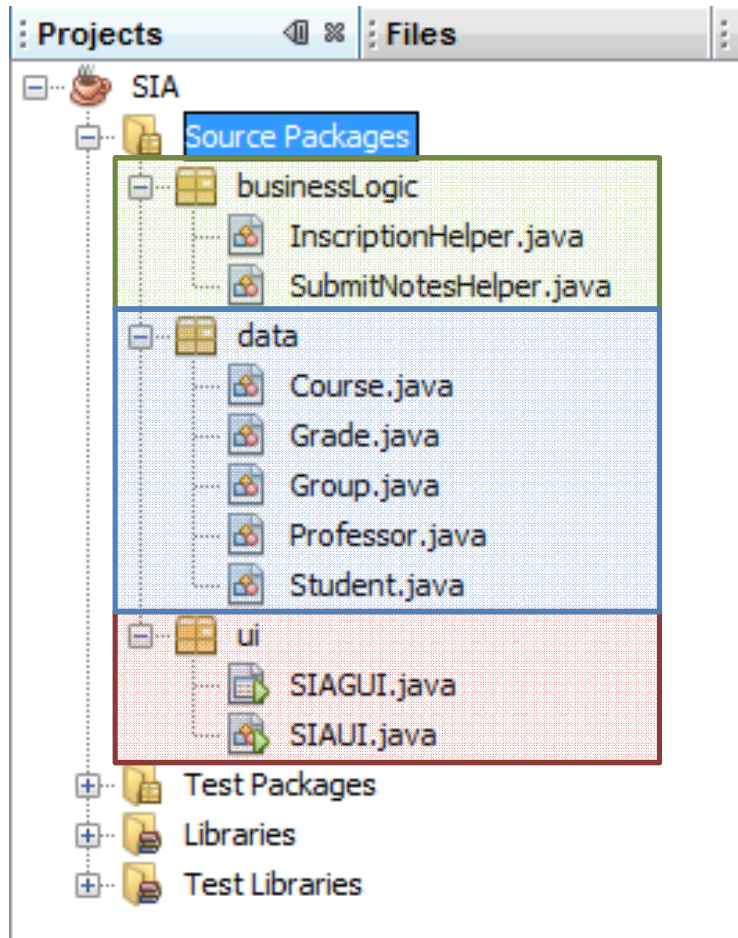 Projects Files
SIA
Source Packages
businessLogic
InscriptionHelper.java
SubmitNotesHelper.java
data
Course.java
Grade.java
Group.java
Professor.java
Student.java
ui
SIAGUI.java
SIAUI.java
Test Packages
Libraries
Test Libraries